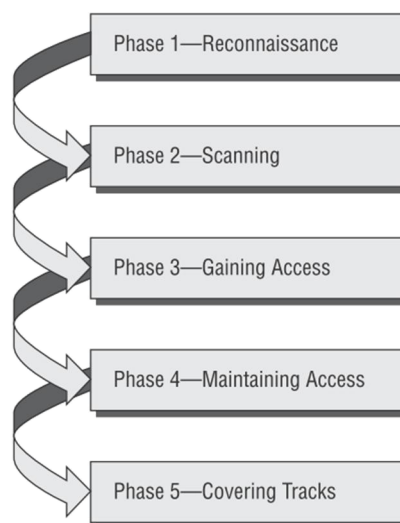 Phase 1—Reconnaissance
Phase 2—Scanning
Phase 3—Gaining Access
Phase 4—Maintaining Access
Phase 5—Covering Tracks